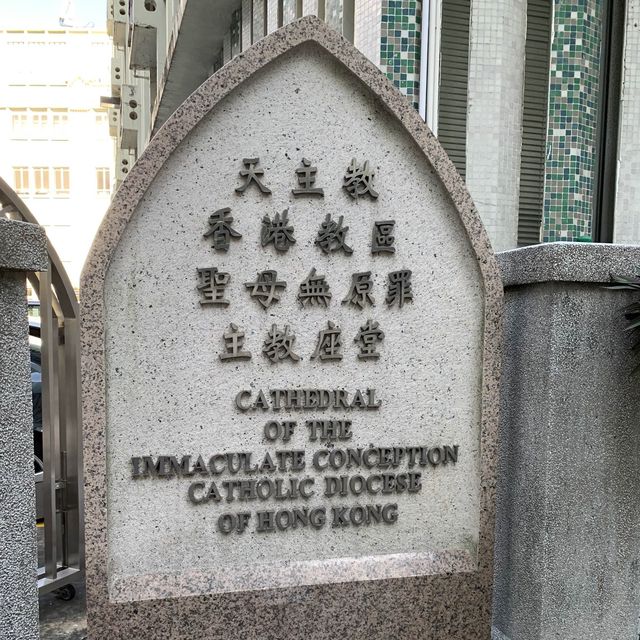 天主教
香港教區
聖母無原罪
主教座堂
CATHEDRAL
OF THE
IMMACULATE CONCEPTION
CATHOLIC DIOCESE
OF HONG KONG